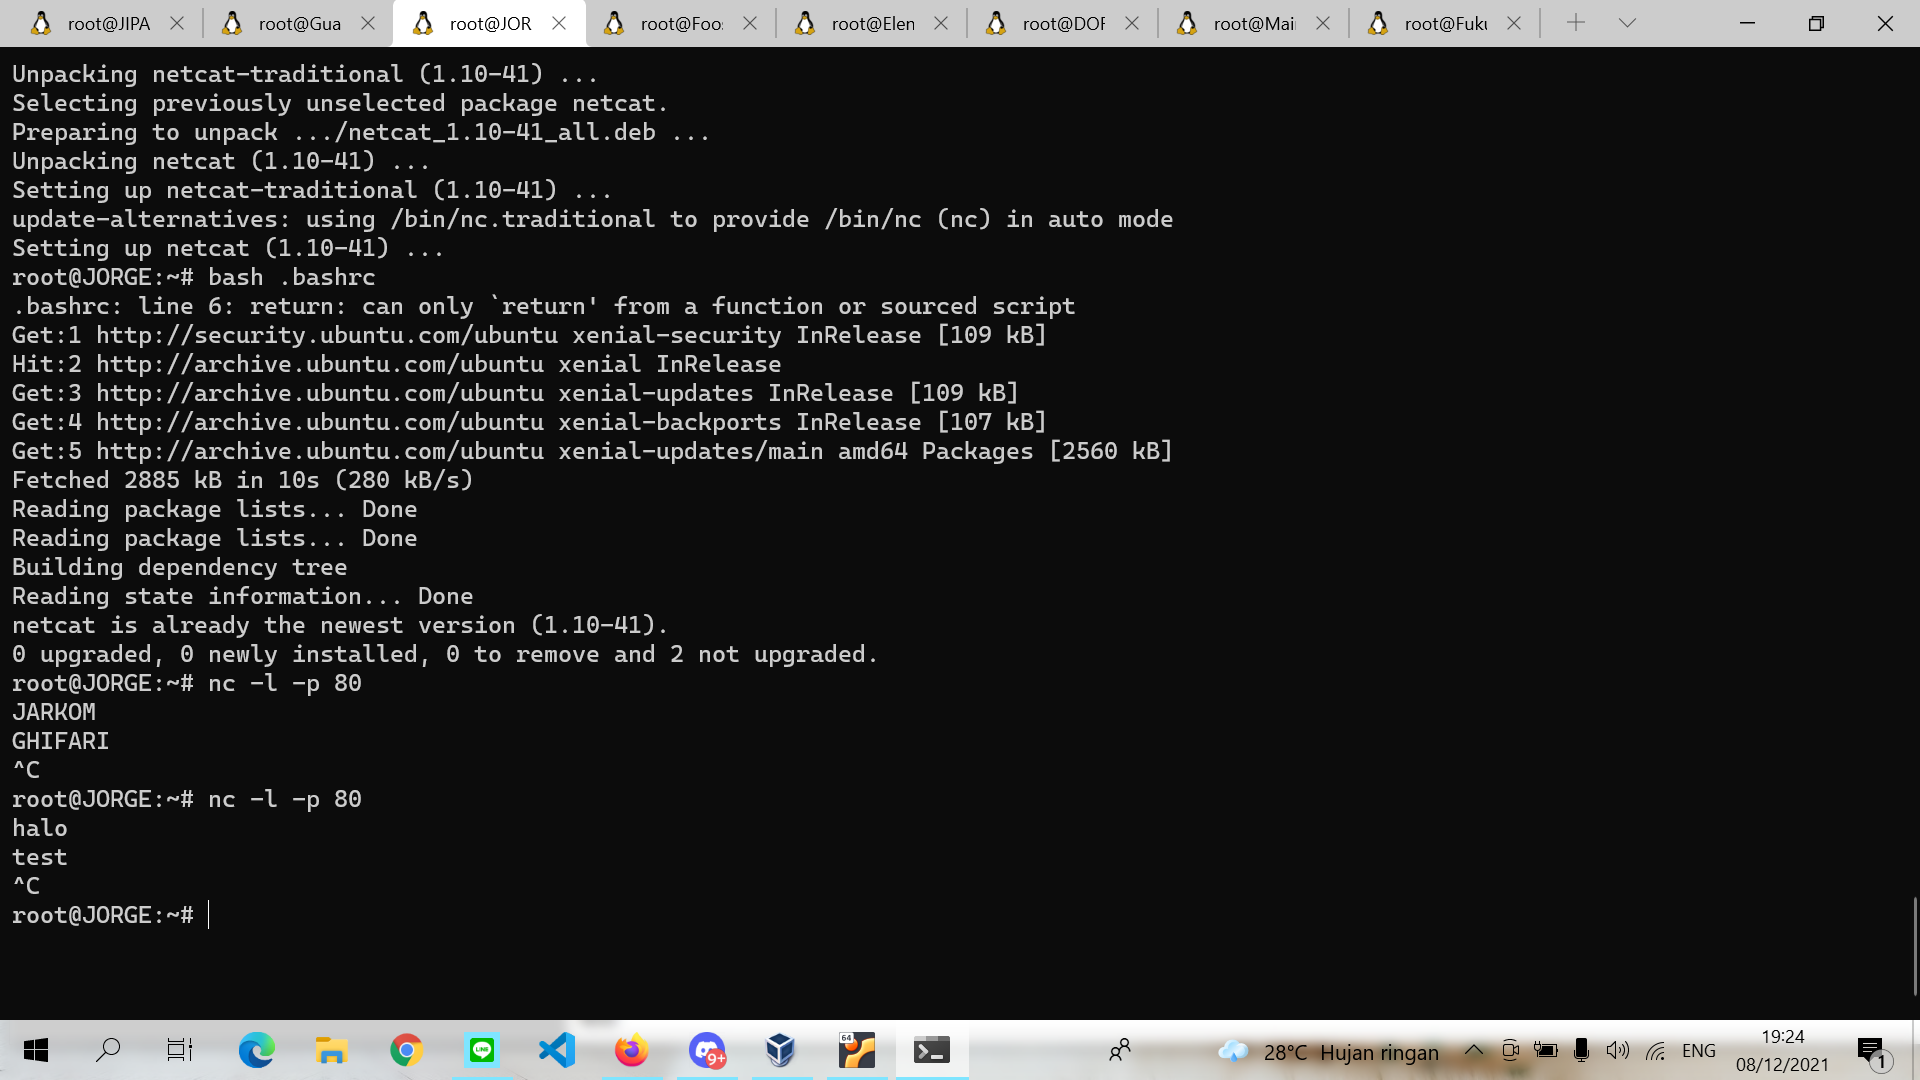 root@JIPA
root@Gua
root@JOR
root@Foo
root@Elen
root@DOR
root@Mai
root@Fuku
Unpacking netcat-traditional (1.10-41) ...
Selecting previously unselected package netcat.
Preparing to unpack .../netcat_1.10-41_all.deb ...
Unpacking netcat (1.10-41) ...
Setting up netcat-traditional (1.10-41) ...
update-alternatives: using /bin/nc.traditional to provide /bin/nc (nc) in auto mode
Setting up netcat (1.10-41) ...
root@JORGE:~# bash .bashrc
.bashrc: line 6: return: can only `return' from a function or sourced script
Get:1 http://security.ubuntu.com/ubuntu xenial-security InRelease [109 kB]
Hit:2 http://archive.ubuntu.com/ubuntu xenial InRelease
Get:3 http://archive.ubuntu.com/ubuntu xenial-updates InRelease [109 kB]
Get:4 http://archive.ubuntu.com/ubuntu xenial-backports InRelease [107 kB]
Get:5 http://archive.ubuntu.com/ubuntu xenial-updates/main amd64 Packages [2560 kB]
Fetched 2885 kB in 10s (280 kB/s)
Reading package lists... Done
Reading package lists... Done
Building dependency tree
Reading state information... Done
netcat is already the newest version (1.10-41).
0 upgraded, 0 newly installed, 0 to remove and 2 not upgraded.
root@JORGE:~# nc -l -p 80
JARKOM
GHIFARI
^C
root@JORGE:~# nc -l -p 80
halo
test
^C
root@JORGE:~#
9+
64
28°C Hujan ringan
ENG
19:24
08/12/2021
1